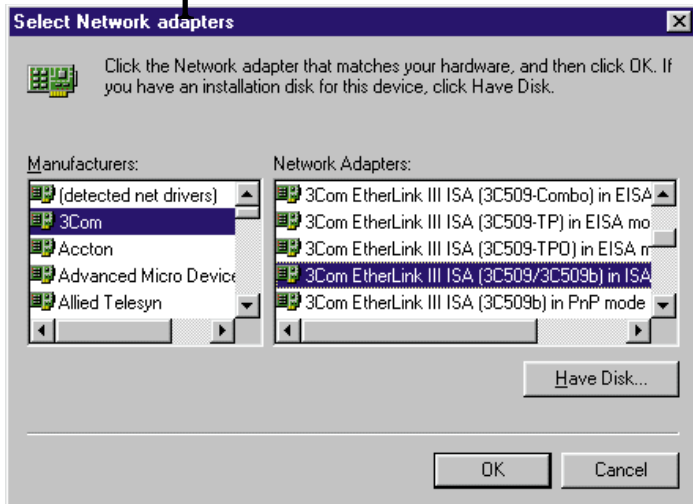 Select Network adapters
Click the Network adapter that matches your hardware, and then click OK. If
you have an installation disk for this device, click Have Disk.
Manufacturers:
(detected net drivers)
3Com
Accton
Advanced Micro Device
Allied Telesyn
Network Adapters:
3Com EtherLink III ISA (3C509-Combo) in EISA
3Com EtherLink III ISA (3C509-TP) in EISA mo
3Com EtherLink III ISA (3C509-TPO) in EISA m
3Com EtherLink III ISA (3C509/3C509b) in ISA
3Com EtherLink III ISA (3C509b) in PnP mode
Have Disk...
OK
Cancel